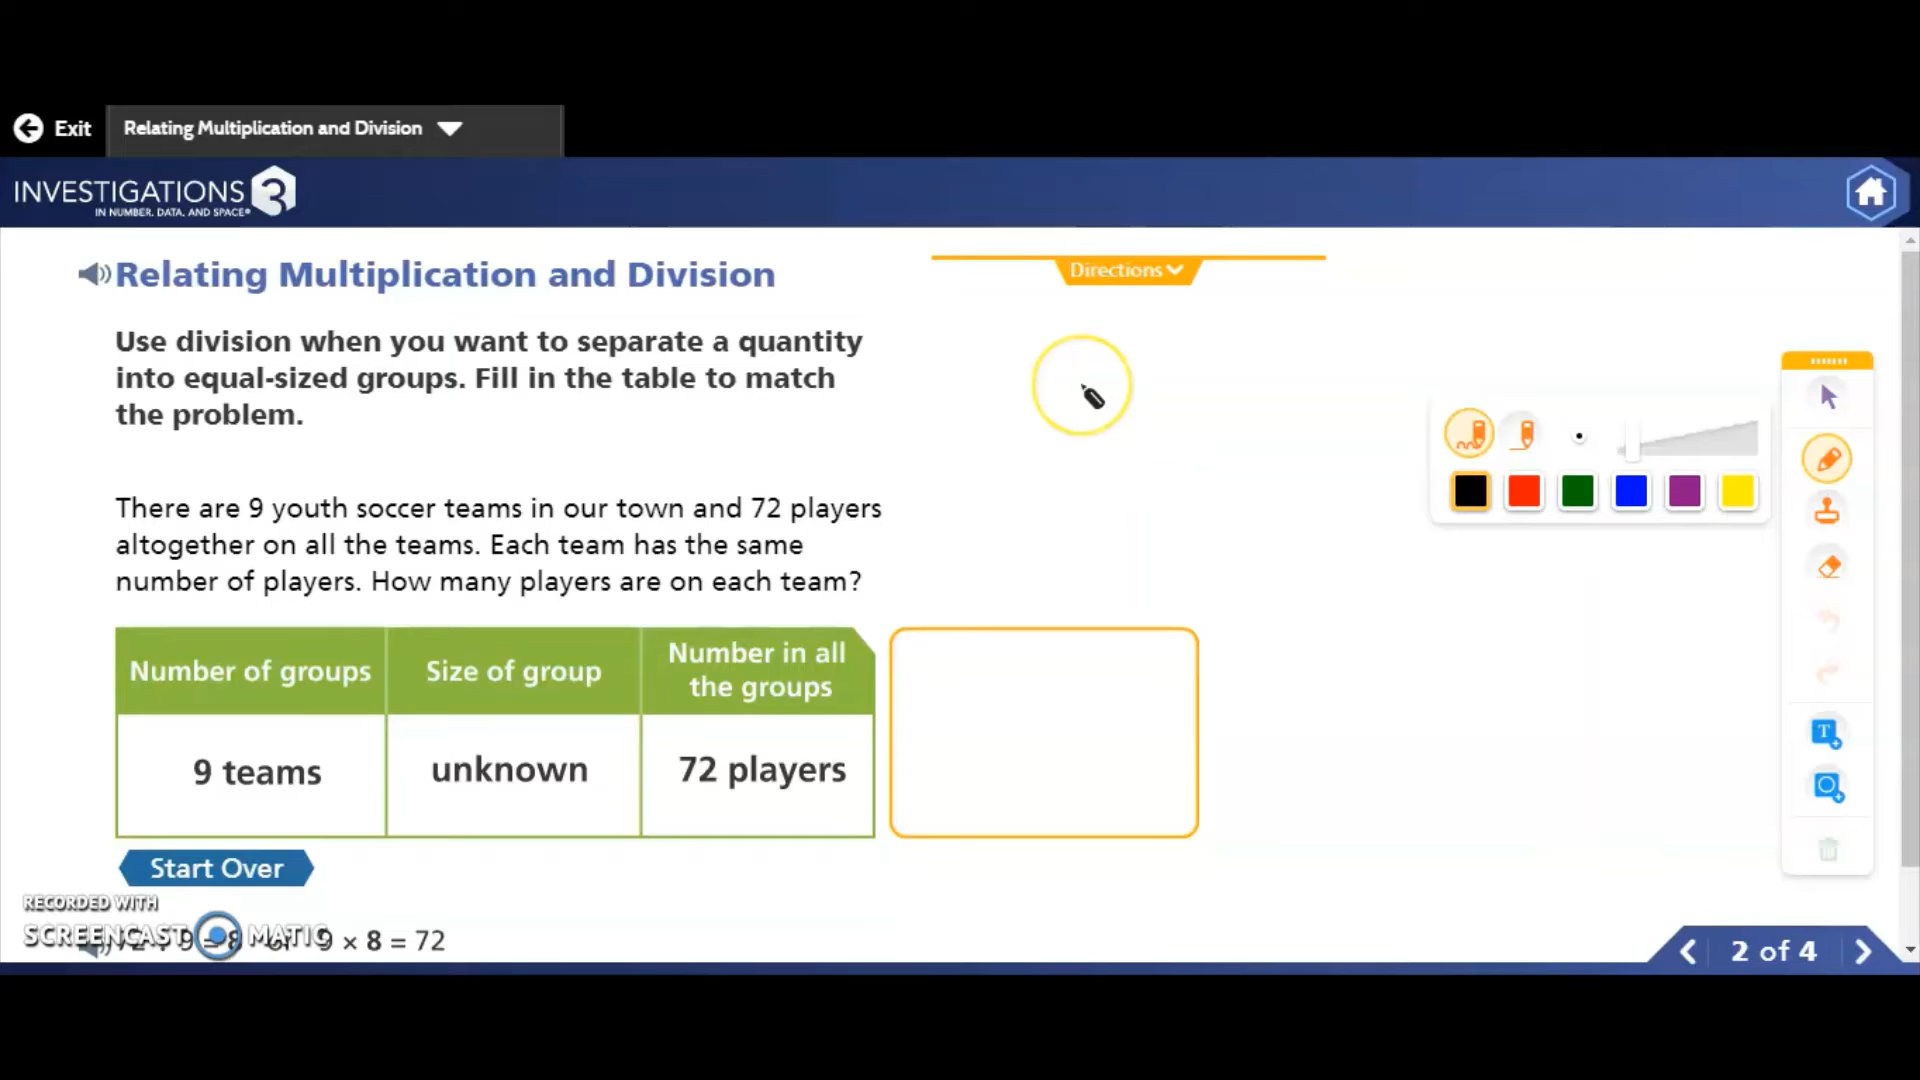 Exit
Relating Multiplication and Division
INVESTIGATIONS 3
IN NUMBER, DATA, AND SPACE®
Relating Multiplication and Division
Directions
Use division when you want to separate a quantity
into equal-sized groups. Fill in the table to match
the problem.
There are 9 youth soccer teams in our town and 72 players
altogether on all the teams. Each team has the same
number of players. How many players are on each team?
Number of groups
Size of group
Number in all
the groups
9 teams
unknown
72 players
Start Over
RECORDED WITH
SCREENCAST MATIC
72 ÷ 9 = 8 or 9 × 8 = 72
2 of 4
T